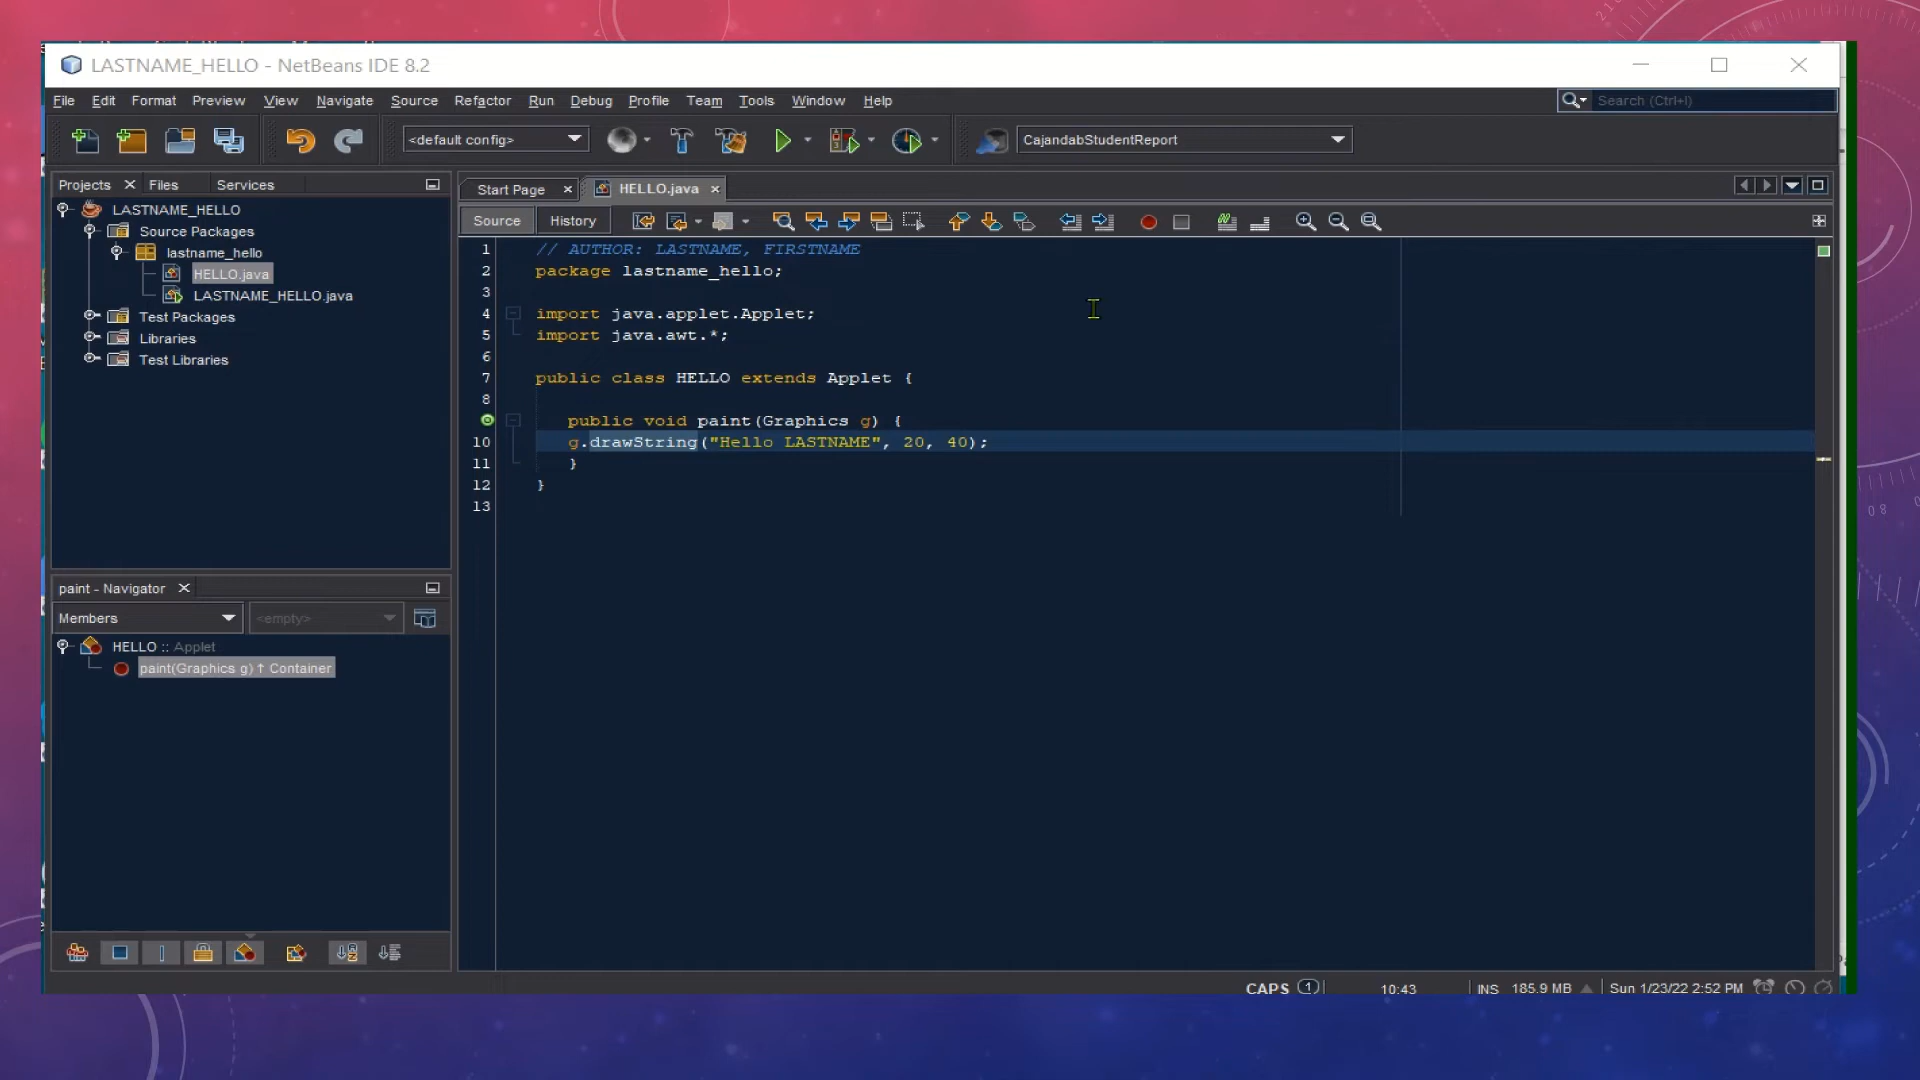 LASTNAME_HELLO - NetBeans IDE 8.2
File Edit Format Preview View Navigate Source Refactor Run Debug Profile Team Tools Window Help
Search (Ctrl+I)
<default config>
CajandabStudentReport
Projects Files Services
Start Page HELLO.java
LASTNAME_HELLO
Source Packages
lastname_hello
HELLO.java
LASTNAME_HELLO.java
Test Packages
Libraries
Test Libraries
Source History
1 // AUTHOR: LASTNAME, FIRSTNAME
2 package lastname_hello;
3
4 import java.applet.Applet;
5 import java.awt.*;
6
7 public class HELLO extends Applet {
8
public void paint(Graphics g) {
10 g.drawString("Hello LASTNAME", 20, 40);
11 }
12 }
13
paint - Navigator
Members <empty>
HELLO :: Applet
paint(Graphics g) ↑ Container
CAPS 1 10:43 INS 185.9 MB Sun 1/23/22 2:52 PM
80